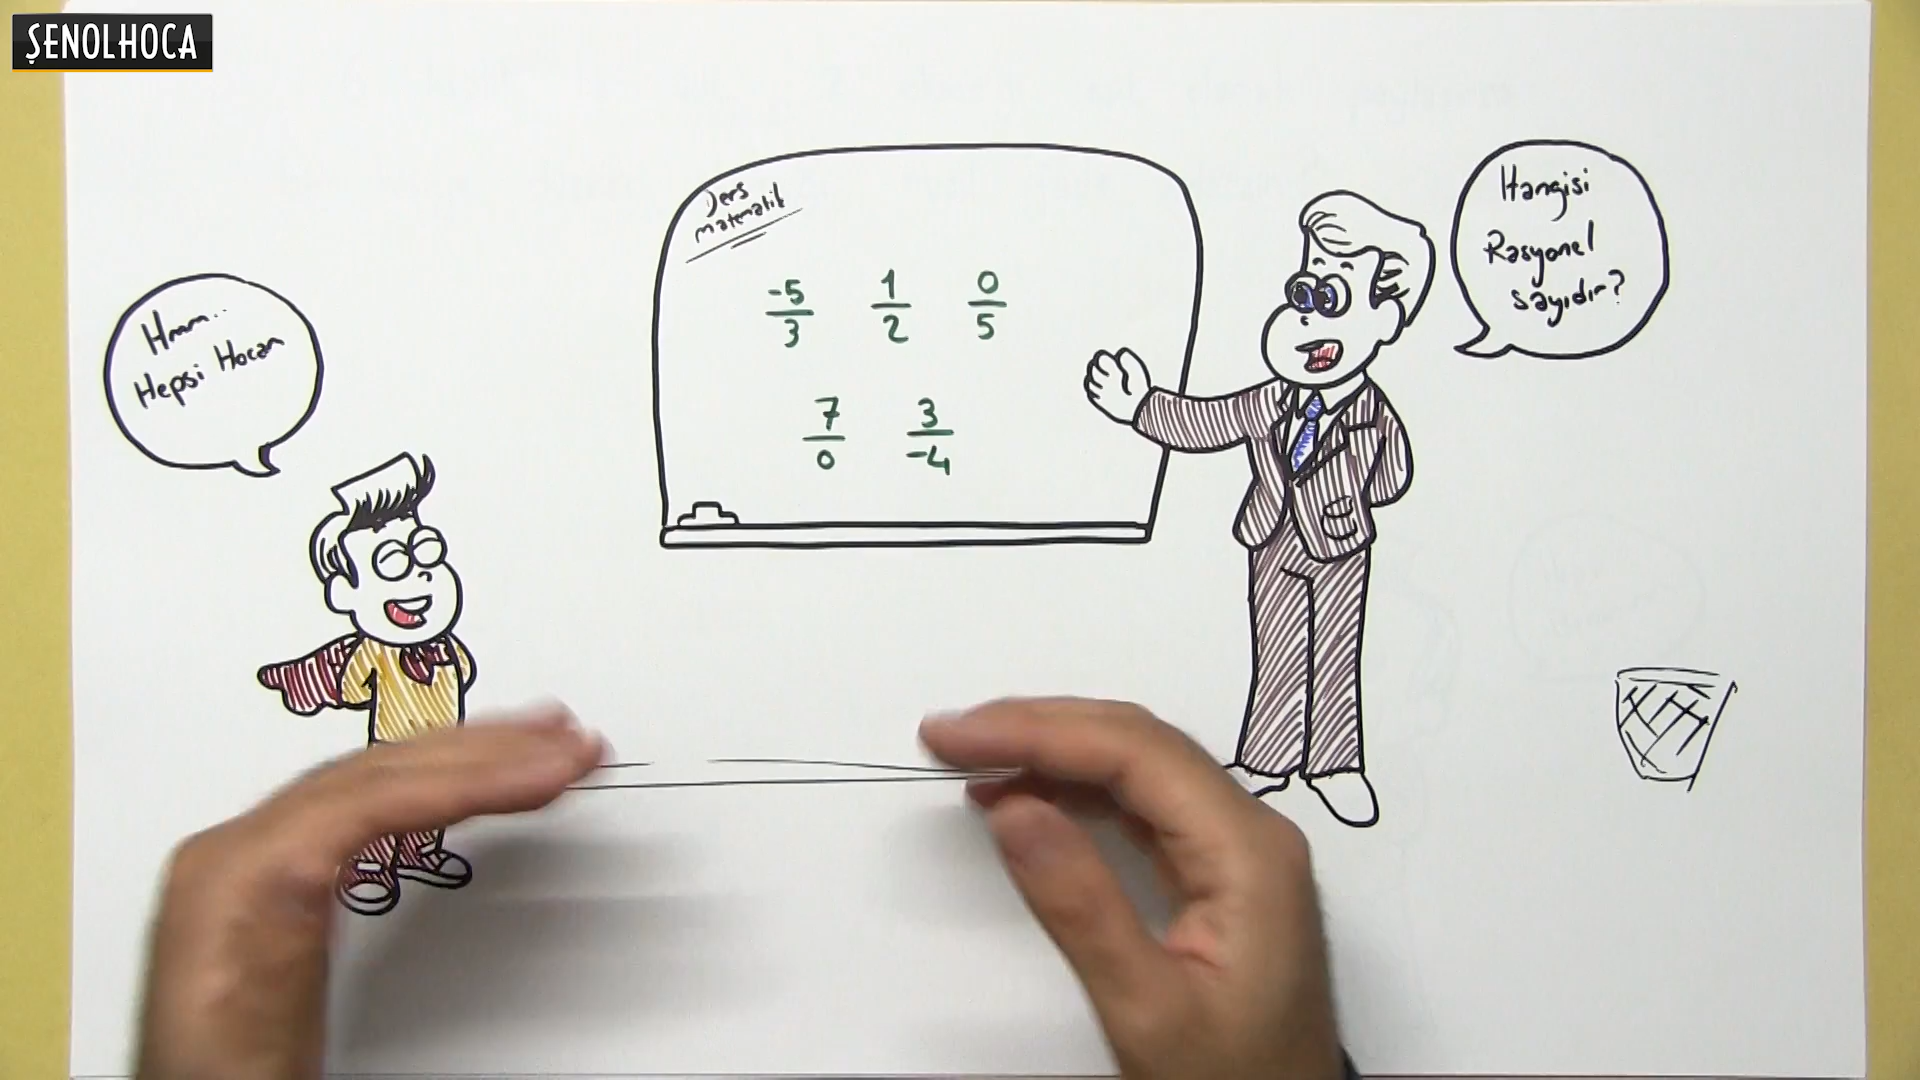 ŞENOLHOCA
Ders
matematik
-5/3 1/2 0/5
7/0 3/-4
Hangisi
Rasyonel
sayıdır?
Hmm..
Hepsi Hocam